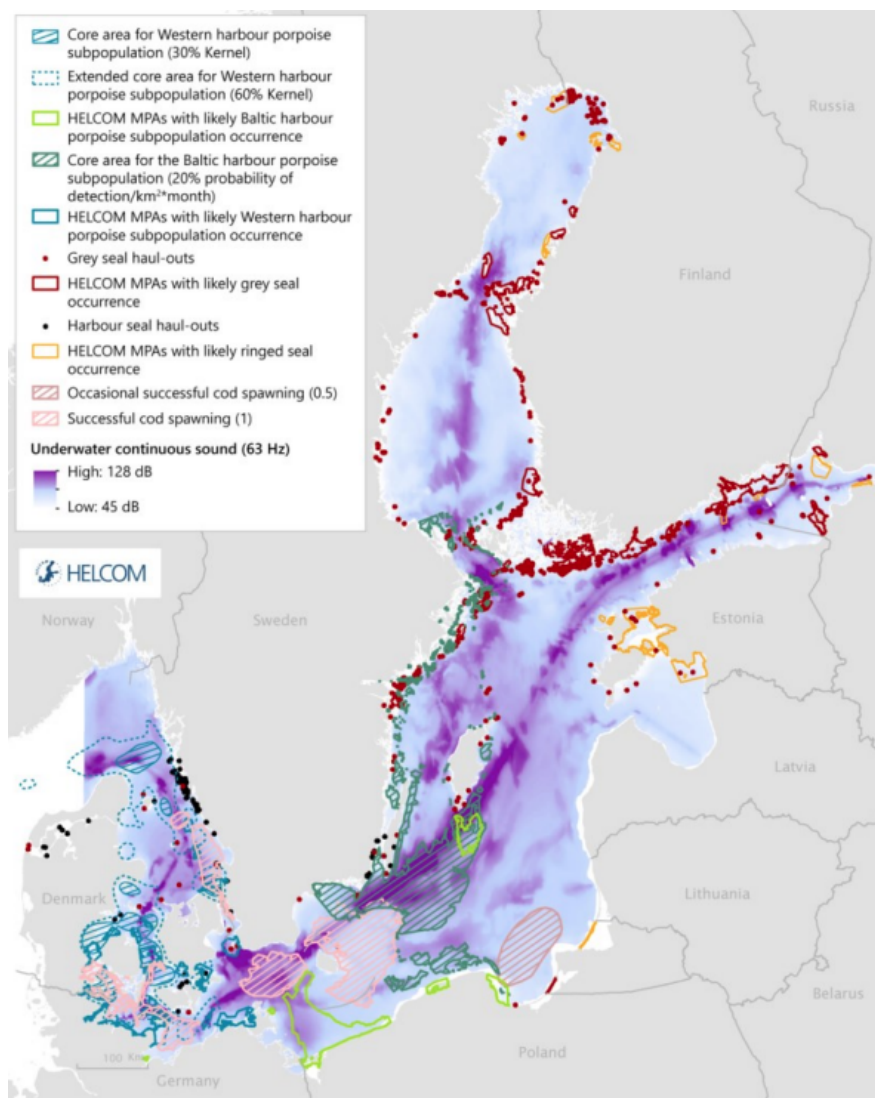 Core area for Western harbour porpoise
subpopulation (30% Kernel)
Extended core area for Western harbour
porpoise subpopulation (60% Kernel)
HELCOM MPAs with likely Baltic harbour
porpoise subpopulation occurrence
Core area for the Baltic harbour porpoise
subpopulation (20% probability of
detection/km²*month)
HELCOM MPAs with likely Western harbour
porpoise subpopulation occurrence
Grey seal haul-outs
HELCOM MPAs with likely grey seal
occurrence
Harbour seal haul-outs
HELCOM MPAs with likely ringed seal
occurrence
Occasional successful cod spawning (0.5)
Successful cod spawning (1)
Underwater continuous sound (63 Hz)
High: 128 dB
Low: 45 dB
HELCOM
Russia
Finland
Norway
Sweden
Estonia
Latvia
Lithuania
Denmark
Belarus
Poland
100 Km
Germany